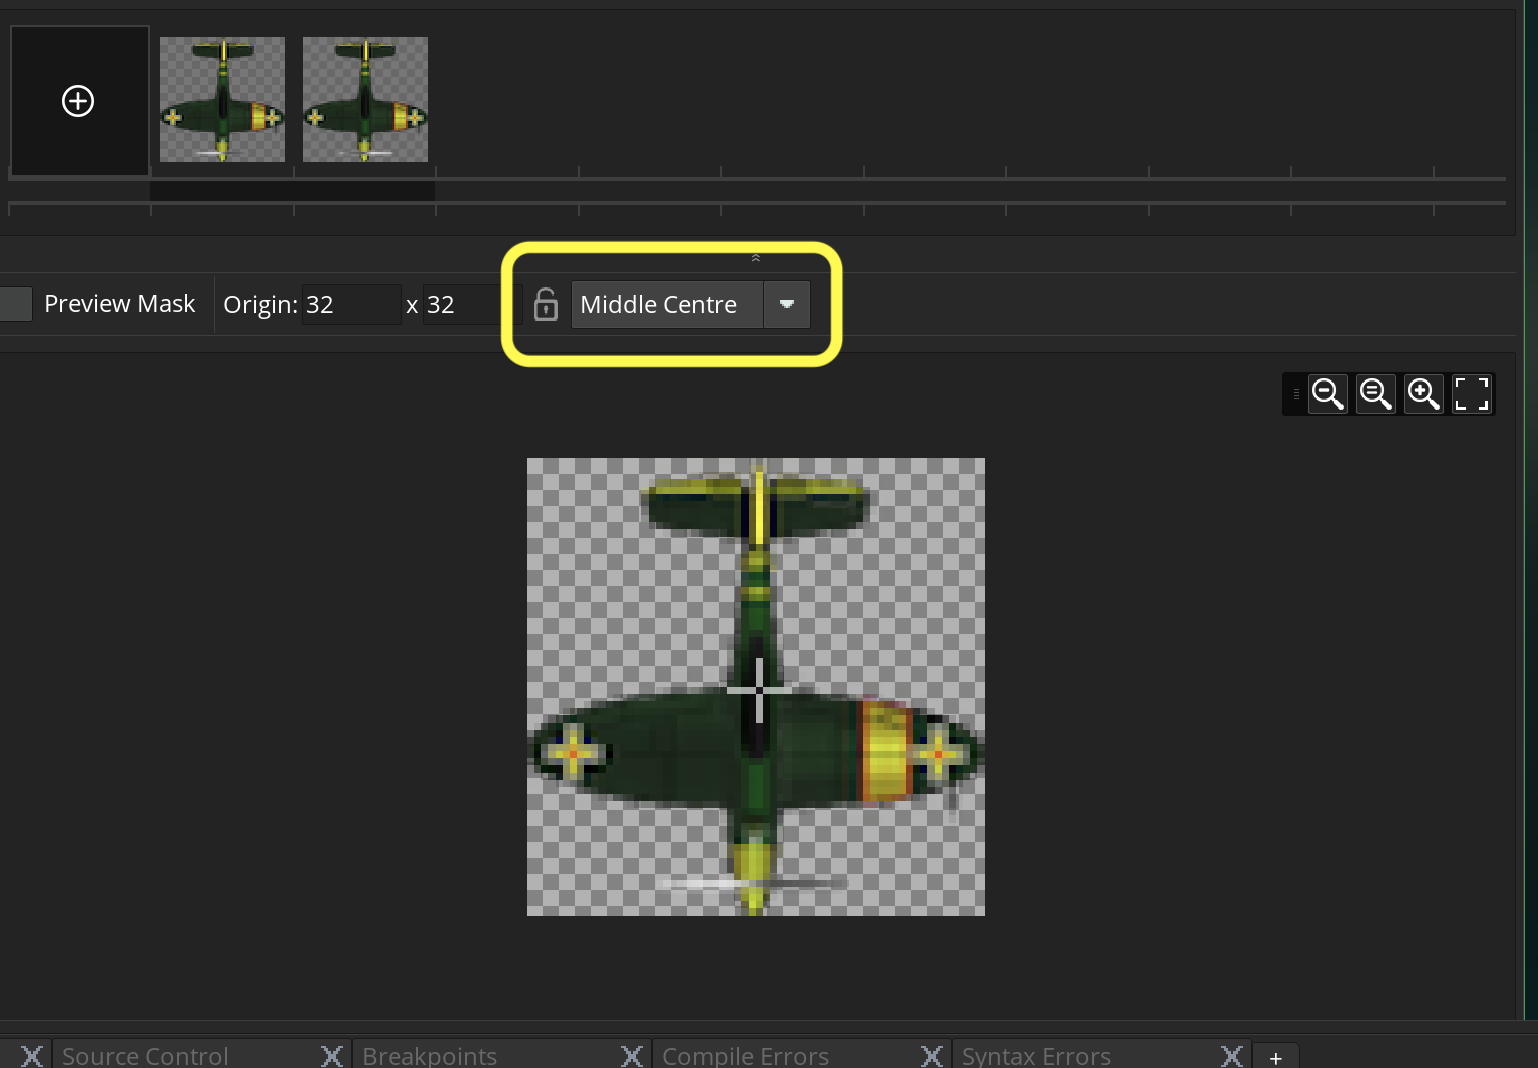 Preview Mask Origin: 32 x 32 Middle Centre
Source Control Breakpoints Compile Errors Syntax Errors +